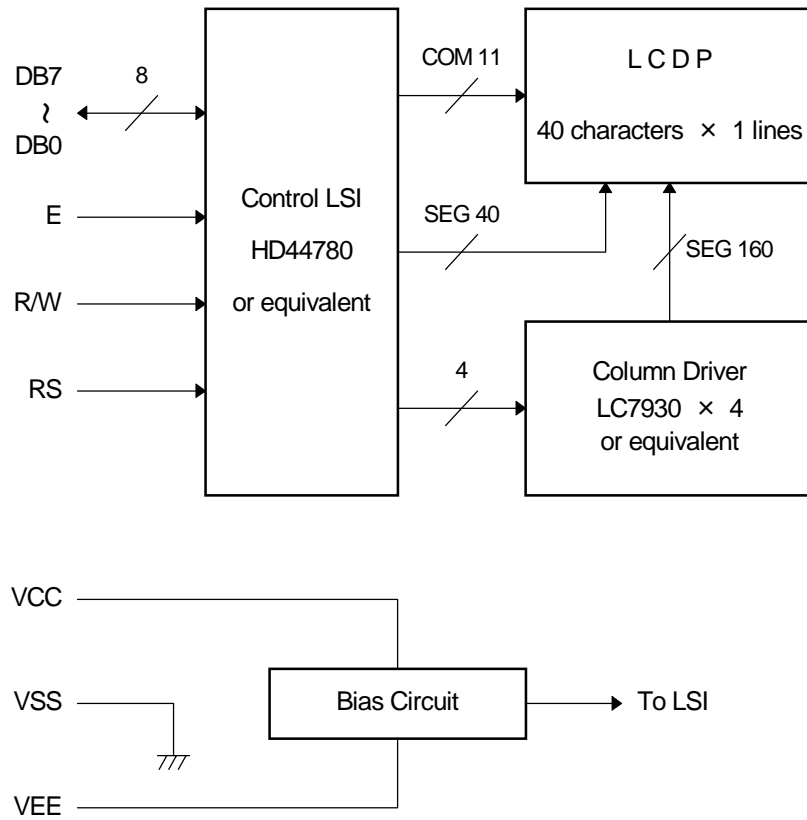 DB7
~
DB0
8
E
R/W
RS
Control LSI
HD44780
or equivalent
COM 11
SEG 40
4
L C D P
40 characters × 1 lines
SEG 160
Column Driver
LC7930 × 4
or equivalent
VCC
VSS
VEE
Bias Circuit
To LSI